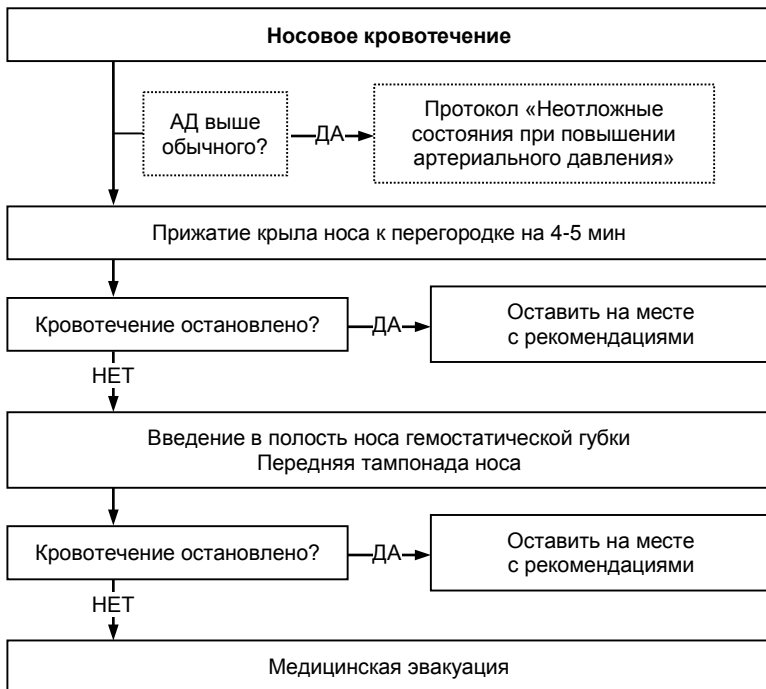 Носовое кровотечение
АД выше
обычного?
ДА
Протокол «Неотложные
состояния при повышении
артериального давления»
Прижатие крыла носа к перегородке на 4-5 мин
Кровотечение остановлено?
ДА
Оставить на месте
с рекомендациями
НЕТ
Введение в полость носа гемостатической губки
Передняя тампонада носа
Кровотечение остановлено?
ДА
Оставить на месте
с рекомендациями
НЕТ
Медицинская эвакуация